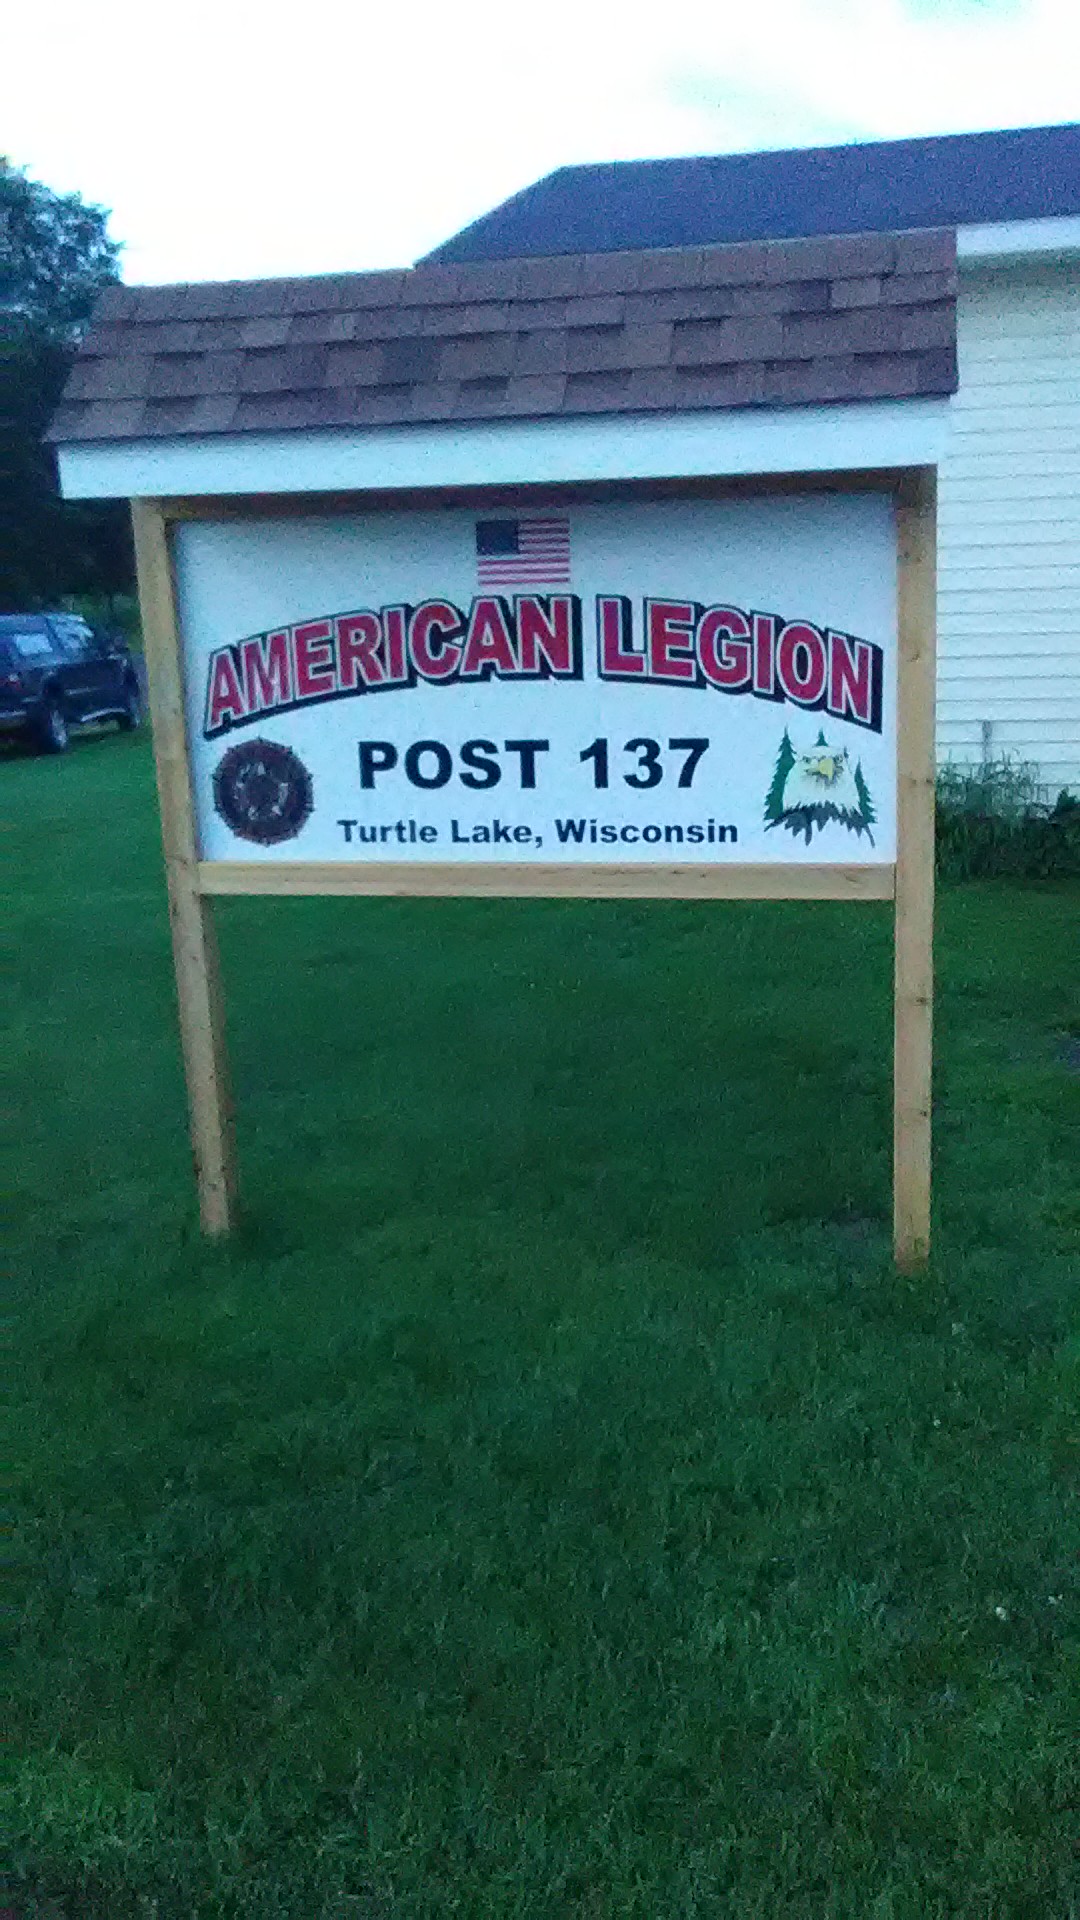 AMERICAN LEGION
POST 137
Turtle Lake, Wisconsin